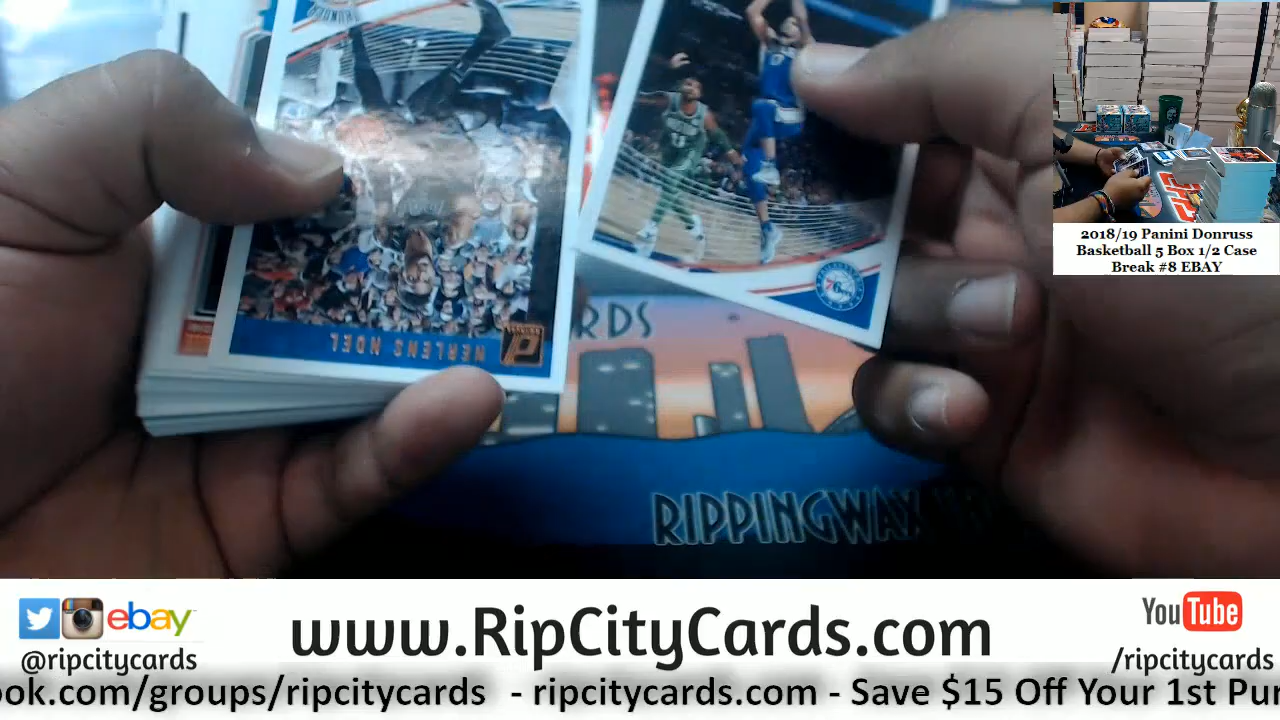 NERLENS NOEL
RDS
RIPPINGWAX
2018/19 Panini Donruss
Basketball 5 Box 1/2 Case
Break #8 EBAY
ebay
@ripcitycards
www.RipCityCards.com
YouTube
/ripcitycards
ook.com/groups/ripcitycards - ripcitycards.com - Save $15 Off Your 1st Pur